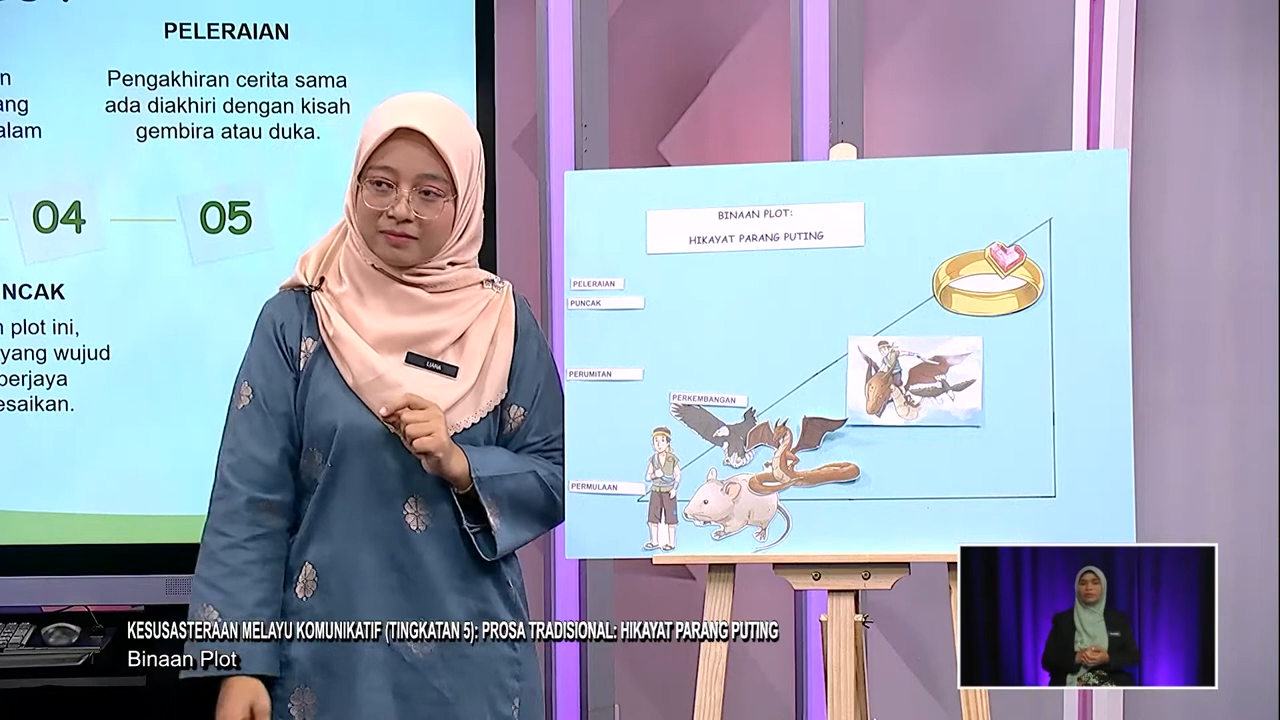 PELERAIAN
Pengakhiran cerita sama
ada diakhiri dengan kisah
gembira atau duka.
n
ang
alam
04
05
NCAK
n plot ini,
yang wujud
berjaya
esaikan.
LIANA
BINAAN PLOT:
HIKAYAT PARANG PUTING
PELERAIAN
PUNCAK
PERUMITAN
PERKEMBANGAN
PERMULAAN
KESUSASTERAAN MELAYU KOMUNIKATIF (TINGKATAN 5): PROSA TRADISIONAL: HIKAYAT PARANG PUTING
Binaan Plot